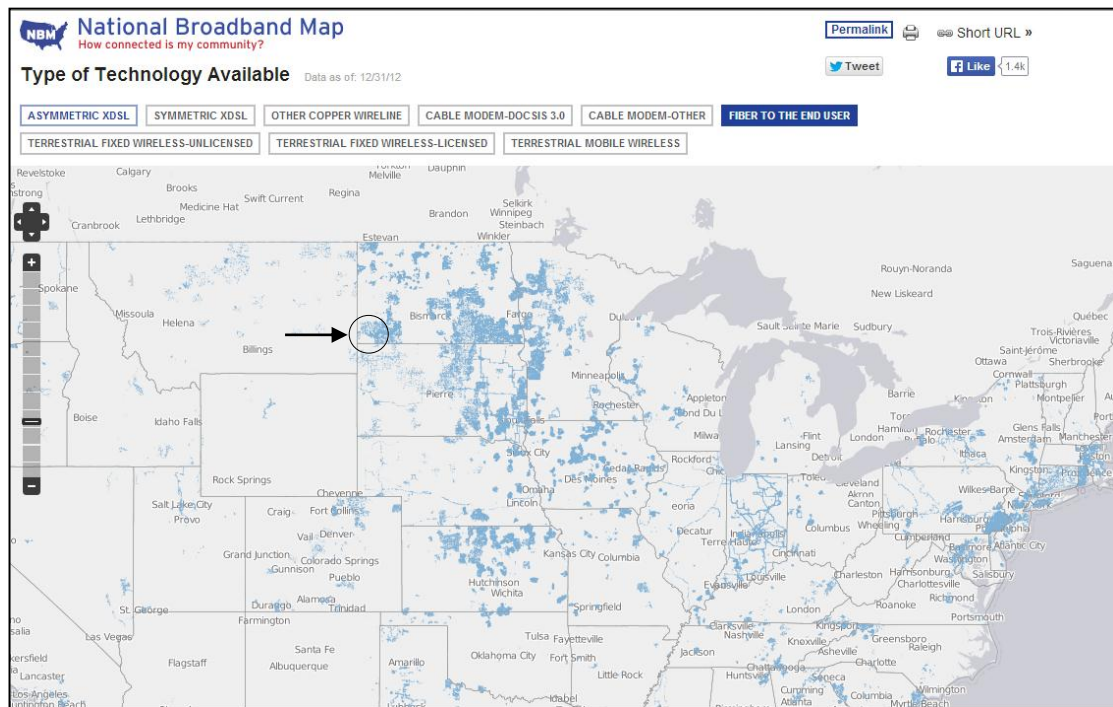 NBM
National Broadband Map
How connected is my community?
Permalink
Short URL »
Type of Technology Available Data as of: 12/31/12
Tweet
Like 1.4k
ASYMMETRIC XDSL SYMMETRIC XDSL OTHER COPPER WIRELINE CABLE MODEM-DOCSIS 3.0 CABLE MODEM-OTHER FIBER TO THE END USER
TERRESTRIAL FIXED WIRELESS-UNLICENSED TERRESTRIAL FIXED WIRELESS-LICENSED TERRESTRIAL MOBILE WIRELESS
Revelstoke Calgary Melville Dauphin
Brooks Swift Current Regina Selkirk
Medicine Hat Brandon Winnipeg
Cranbrook Lethbridge Steinbach
Estevan Winkler
Rouyn-Noranda Saguenay
Spokane New Liskeard
Missoula Helena Bismarck Fargo Duluth Sault Sainte Marie Sudbury Québec
Trois-Rivières
Victoriaville
Billings Saint-Jérôme
Ottawa Sherbrooke
Minneapolis Cornwall
Plattsburgh
Boise Idaho Falls Pierre Rochester Appleton Barrie Montpelier
Fond Du L
Flint London Hamilton Rochester Glens Falls
Lansing Amsterdam Manchester
Sioux City Rockford Detroit Ithaca
Rock Springs Cedar Rapids Kingston
Des Moines Cleveland Wilkes-Barre
Cheyenne Omaha Akron
Salt Lake City Craig Fort Collins Lincoln eoria Canton Pittsburgh Harrisburg
Provo Decatur Indianapolis Columbus Wheeling
Vail Denver Terre Haute Cumberland Atlantic City
Grand Junction Colorado Springs Kansas City Columbia Cincinnati Baltimore
Gunnison Washington
Pueblo Hutchinson Louisville Charleston Harrisonburg Salisbury
Wichita Evansville Charlottesville
St. George Durango Alamosa Trinidad Springfield London Roanoke Richmond
Farmington Portsmouth
Las Vegas Clarksville Kingsport
Nashville Greensboro
Santa Fe Tulsa Fayetteville Knoxville Raleigh
Flagstaff Albuquerque Amarillo Oklahoma City Fort Smith Jackson Asheville
Lancaster Little Rock Chattanooga Charlotte
Huntsville Seneca
Los Angeles Cumming Columbia Wilmington
Huntington Beach Atlanta Myrtle Beach